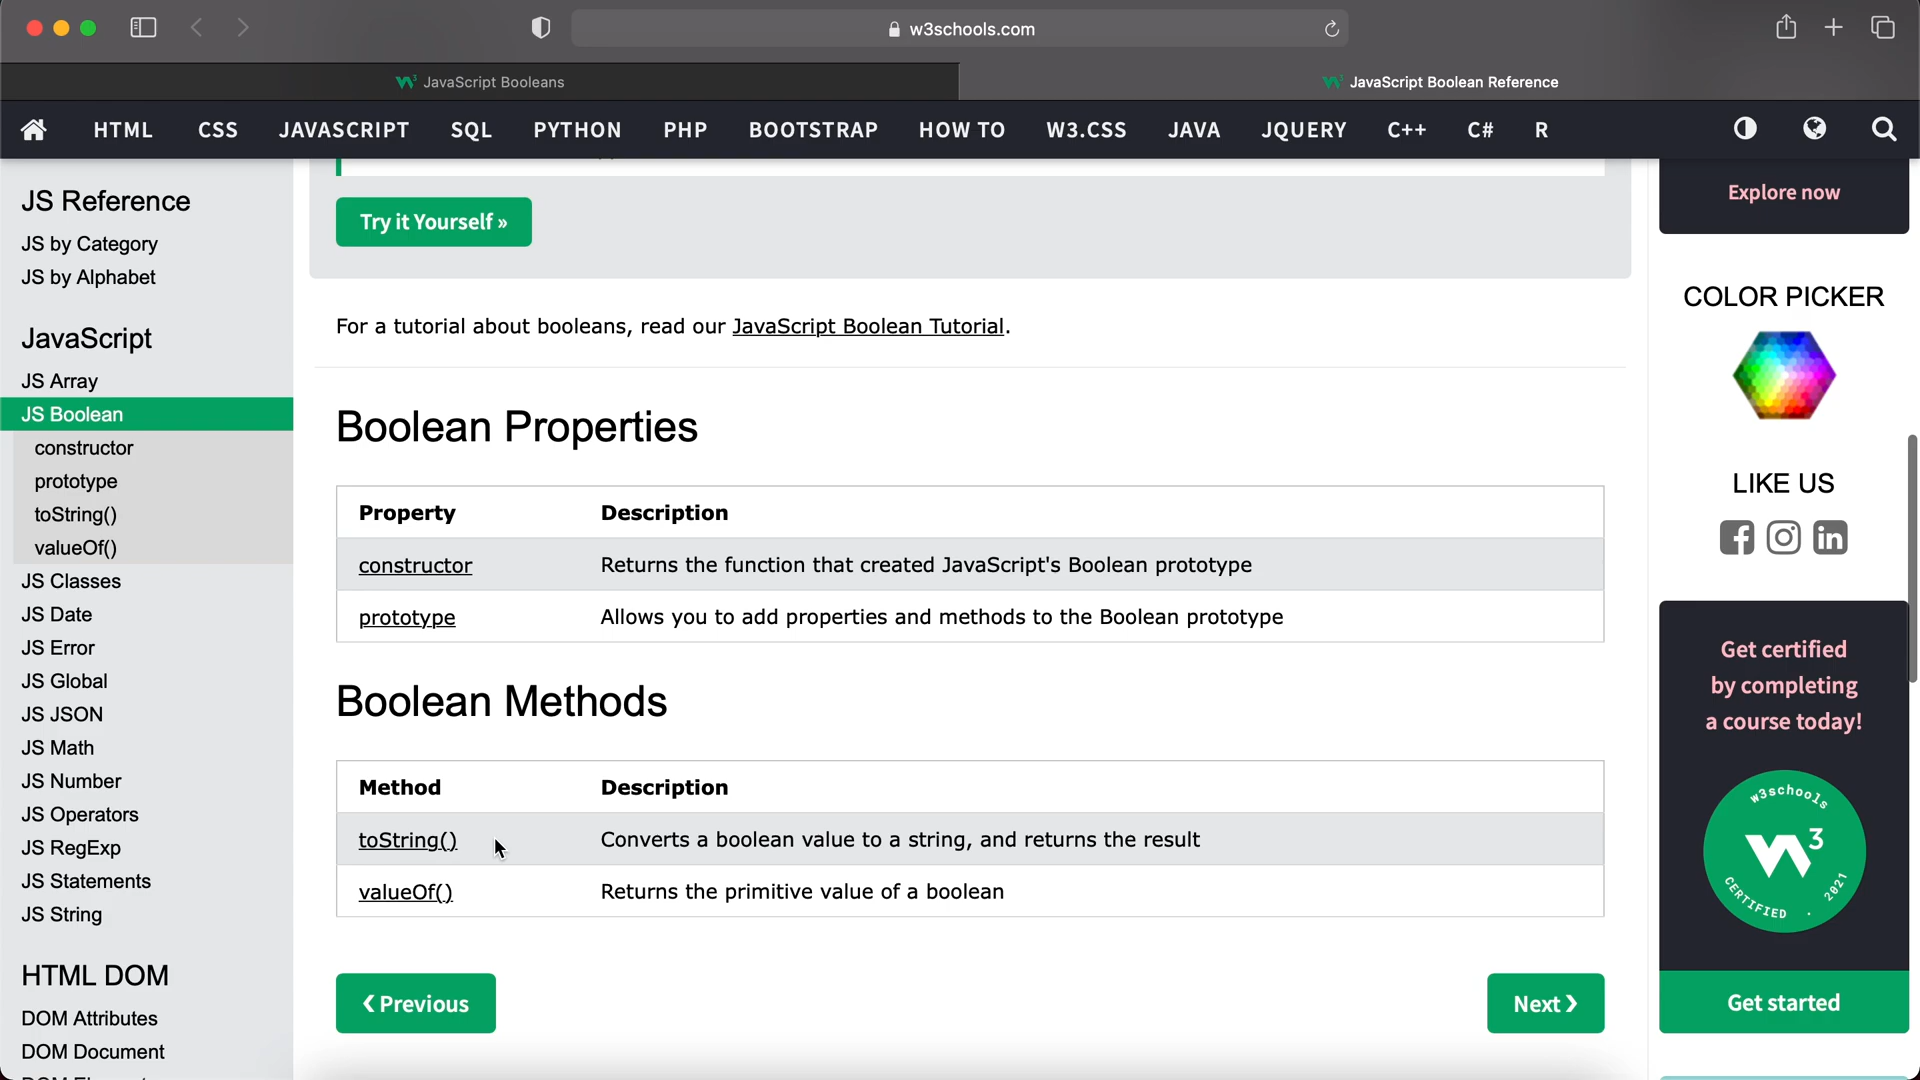 w3schools.com
JavaScript Booleans
JavaScript Boolean Reference
HTML CSS JAVASCRIPT SQL PYTHON PHP BOOTSTRAP HOW TO W3.CSS JAVA JQUERY C++ C# R
JS Reference
JS by Category
JS by Alphabet
JavaScript
JS Array
JS Boolean
constructor
prototype
toString()
valueOf()
JS Classes
JS Date
JS Error
JS Global
JS JSON
JS Math
JS Number
JS Operators
JS RegExp
JS Statements
JS String
HTML DOM
DOM Attributes
DOM Document
Try it Yourself »
For a tutorial about booleans, read our JavaScript Boolean Tutorial.
Boolean Properties
Property Description
constructor Returns the function that created JavaScript's Boolean prototype
prototype Allows you to add properties and methods to the Boolean prototype
Boolean Methods
Method Description
toString() Converts a boolean value to a string, and returns the result
valueOf() Returns the primitive value of a boolean
❮ Previous
Next ❯
Explore now
COLOR PICKER
LIKE US
Get certified
by completing
a course today!
w3schools
W3
CERTIFIED . 2021
Get started